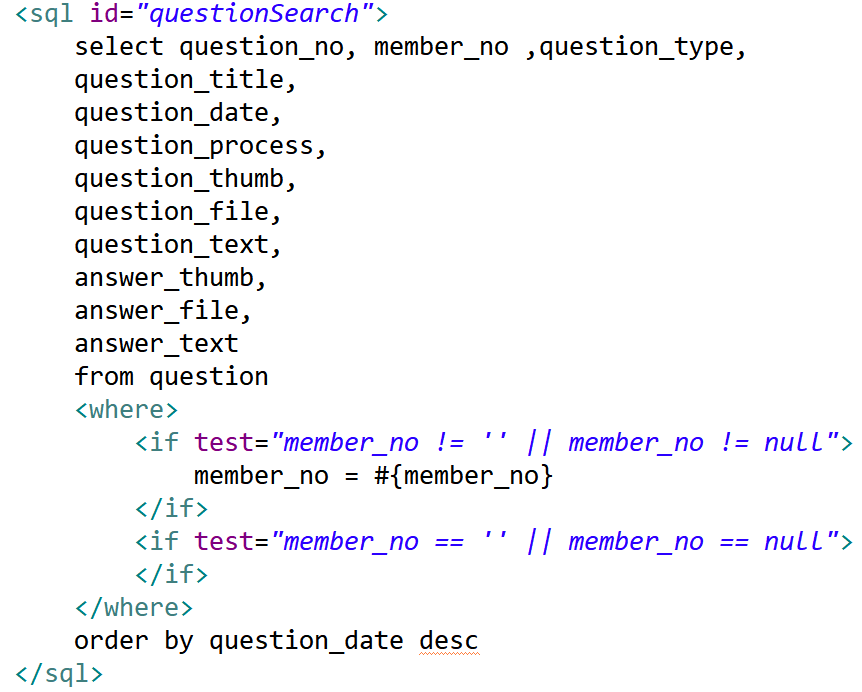 <sql id="questionSearch">
select question_no, member_no ,question_type,
question_title,
question_date,
question_process,
question_thumb,
question_file,
question_text,
answer_thumb,
answer_file,
answer_text
from question
<where>
<if test="member_no != '' || member_no != null">
member_no = #{member_no}
</if>
<if test="member_no == '' || member_no == null">
</if>
</where>
order by question_date desc
</sql>